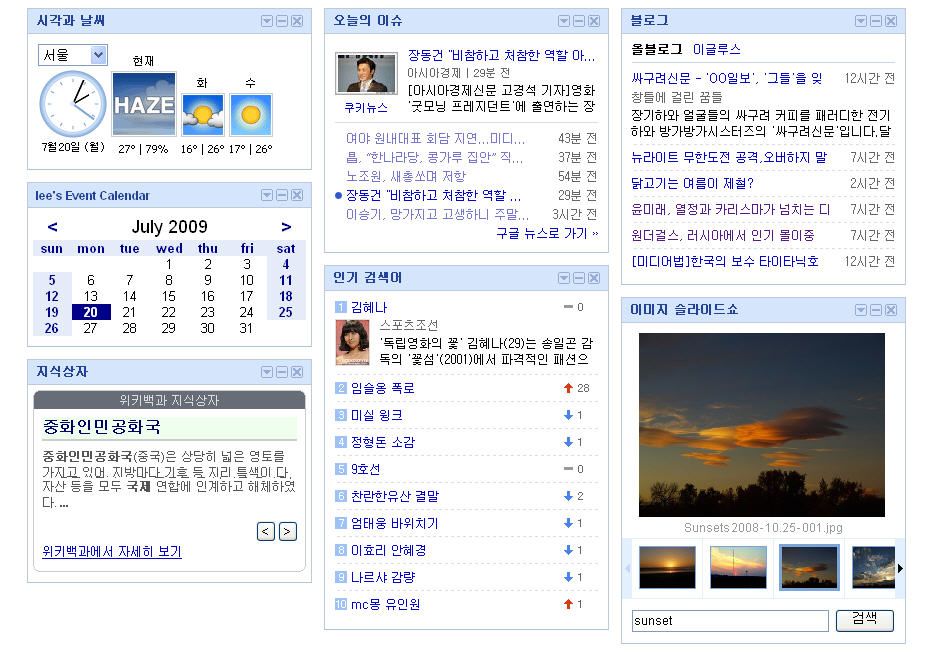 시각과 날씨
서울
현재
HAZE
화
수
7월20일 (월)
27° | 79%
16° | 26°
17° | 26°
lee's Event Calendar
< July 2009 >
sun mon tue wed thu fri sat
1 2 3 4
5 6 7 8 9 10 11
12 13 14 15 16 17 18
19 20 21 22 23 24 25
26 27 28 29 30 31
지식상자
위키백과 지식상자
중화인민공화국
중화인민공화국(중국)은 상당히 넓은 영토를
가지고 있어, 지방마다 기후 등 지리 특색이 다,
자산 등을 모두 국제 연합에 인계하고 해체하였
다. ...
< >
위키백과에서 자세히 보기
오늘의 이슈
장동건 "비참하고 처참한 역할 아...
아시아경제 | 29분 전
[아시아경제신문 고경석 기자]영화
'굿모닝 프레지던트'에 출연하는 장
쿠키뉴스
여야 원내대표 회담 지연...미디... 43분 전
昌, "한나라당, 콩가루 집안" 직... 37분 전
노조원, 새총쏘며 저항 54분 전
장동건 "비참하고 처참한 역할 ... 29분 전
이승기, 망가지고 고생하니 주말... 3시간 전
구글 뉴스로 가기 »
인기 검색어
1 김혜나 0
스포츠조선
'독립영화의 꽃' 김혜나(29)는 송일곤 감
독의 '꽃섬'(2001)에서 파격적인 패션으
2 임슬옹 폭로 28
3 미실 윙크 1
4 정형돈 소감 1
5 9호선 0
6 찬란한유산 결말 2
7 엄태웅 바위치기 1
8 이효리 안혜경 1
9 나르샤 감량 1
10 mc몽 유인원 1
블로그
올블로그 이글루스
싸구려신문 - 'OO일보', '그들'을 잊 12시간 전
창틀에 걸린 꿈들
장기하와 얼굴들의 싸구려 커피를 패러디한 전기
하와 방가방가시스터즈의 '싸구려신문'입니다.달
뉴라이트 무한도전 공격,오버하지 말 7시간 전
닭고기는 여름이 제철? 2시간 전
윤미래, 열정과 카리스마가 넘치는 디 7시간 전
원더걸스, 러시아에서 인기 몰이중 7시간 전
[미디어법]한국의 보수 타이타닉호 12시간 전
이미지 슬라이드쇼
Sunsets2008-10.25-001.jpg
sunset
검색